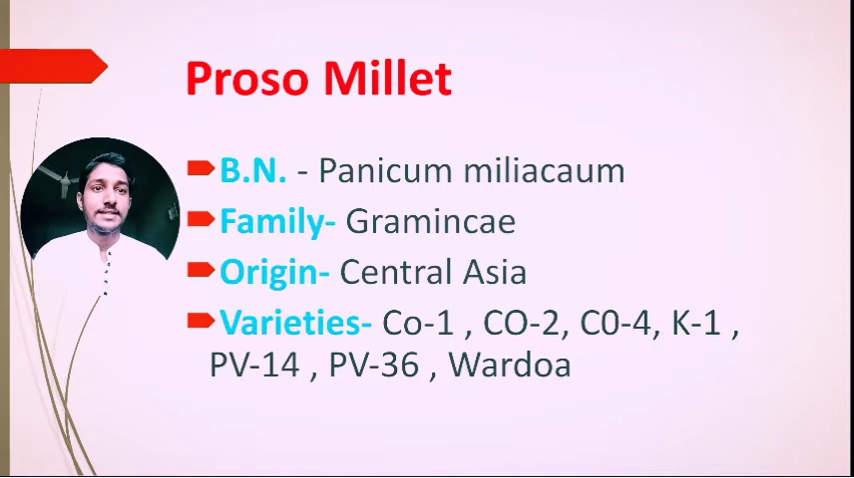 Proso Millet
B.N. - Panicum miliacaum
Family- Gramincae
Origin- Central Asia
Varieties- Co-1 , CO-2, C0-4, K-1 ,
PV-14 , PV-36 , Wardoa